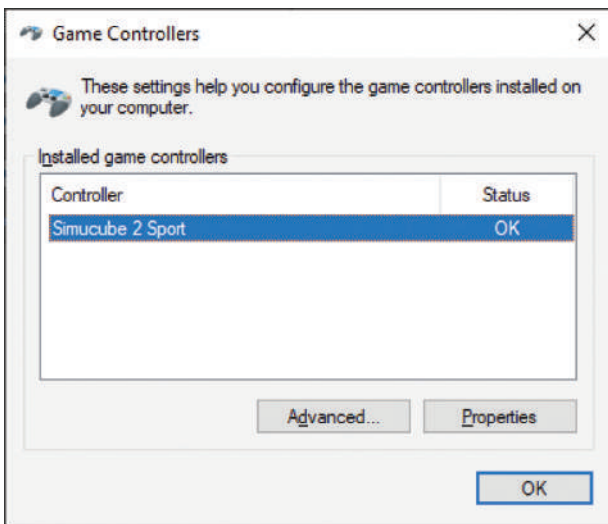 Game Controllers
These settings help you configure the game controllers installed on
your computer.
Installed game controllers
Controller Status
Simucube 2 Sport OK
Advanced... Properties
OK